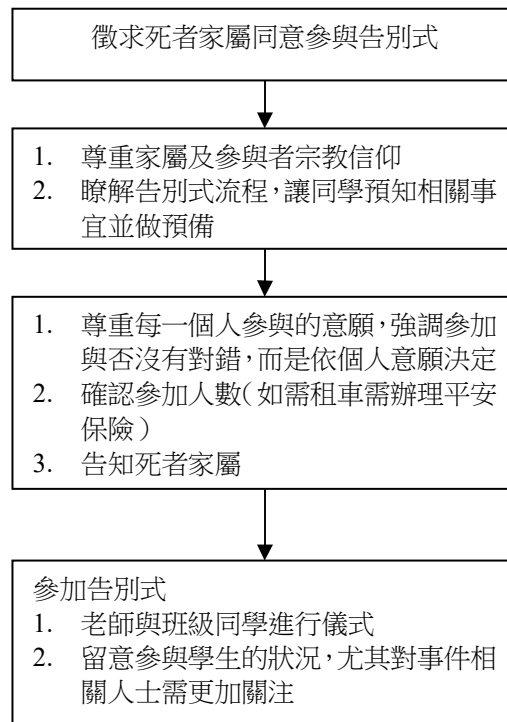 徵求死者家屬同意參與告別式
1. 尊重家屬及參與者宗教信仰
2. 瞭解告別式流程，讓同學預知相關事
宜並做預備
1. 尊重每一個人參與的意願，強調參加
與否沒有對錯，而是依個人意願決定
2. 確認參加人數（如需租車需辦理平安
保險）
3. 告知死者家屬
參加告別式
1. 老師與班級同學進行儀式
2. 留意參與學生的狀況，尤其對事件相
關人士需更加關注